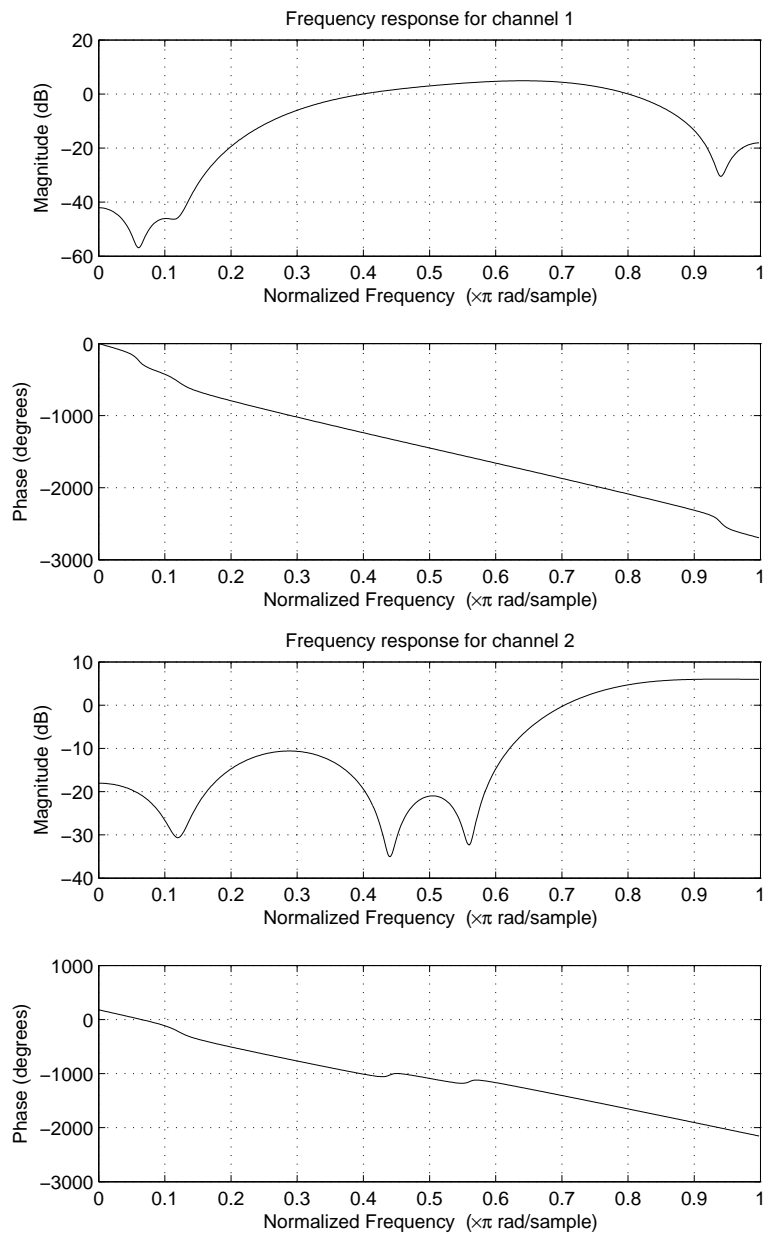 Frequency response for channel 1
20
0
−20
−40
−60
Magnitude (dB)
0 0.1 0.2 0.3 0.4 0.5 0.6 0.7 0.8 0.9 1
Normalized Frequency (×π rad/sample)
0
−1000
−2000
−3000
Phase (degrees)
0 0.1 0.2 0.3 0.4 0.5 0.6 0.7 0.8 0.9 1
Normalized Frequency (×π rad/sample)
Frequency response for channel 2
10
0
−10
−20
−30
−40
Magnitude (dB)
0 0.1 0.2 0.3 0.4 0.5 0.6 0.7 0.8 0.9 1
Normalized Frequency (×π rad/sample)
1000
0
−1000
−2000
−3000
Phase (degrees)
0 0.1 0.2 0.3 0.4 0.5 0.6 0.7 0.8 0.9 1
Normalized Frequency (×π rad/sample)